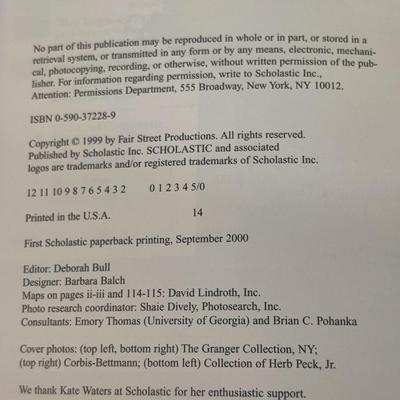 No part of this publication may be reproduced in whole or in part, or stored in a
retrieval system, or transmitted in any form or by any means, electronic, mechani-
cal, photocopying, recording, or otherwise, without written permission of the pub-
lisher. For information regarding permission, write to Scholastic Inc.,
Attention: Permissions Department, 555 Broadway, New York, NY 10012.
ISBN 0-590-37228-9
Copyright © 1999 by Fair Street Productions. All rights reserved.
Published by Scholastic Inc. SCHOLASTIC and associated
logos are trademarks and/or registered trademarks of Scholastic Inc.
12 11 10 9 8 7 6 5 4 3 2 0 1 2 3 4 5/0
Printed in the U.S.A. 14
First Scholastic paperback printing, September 2000
Editor: Deborah Bull
Designer: Barbara Balch
Maps on pages ii-iii and 114-115: David Lindroth, Inc.
Photo research coordinator: Shaie Dively, Photosearch, Inc.
Consultants: Emory Thomas (University of Georgia) and Brian C. Pohanka
Cover photos: (top left, bottom right) The Granger Collection, NY;
(top right) Corbis-Bettmann; (bottom left) Collection of Herb Peck, Jr.
We thank Kate Waters at Scholastic for her enthusiastic support.